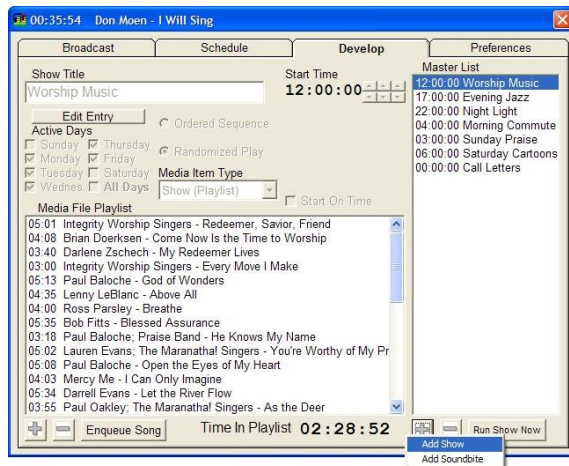 00:35:54 Don Moen - I Will Sing
Broadcast
Schedule
Develop
Preferences
Show Title
Worship Music
Start Time
12:00:00
Edit Entry
Active Days
Sunday
Thursday
Monday
Friday
Tuesday
Saturday
Wednes.
All Days
Ordered Sequence
Randomized Play
Media Item Type
Show (Playlist)
Start On Time
Media File Playlist
05:01 Integrity Worship Singers - Redeemer, Savior, Friend
04:08 Brian Doerksen - Come Now Is the Time to Worship
03:40 Darlene Zschech - My Redeemer Lives
03:00 Integrity Worship Singers - Every Move I Make
05:13 Paul Baloche - God of Wonders
04:35 Lenny LeBlanc - Above All
04:00 Ross Parsley - Breathe
05:35 Bob Fitts - Blessed Assurance
03:18 Paul Baloche; Praise Band - He Knows My Name
05:02 Lauren Evans; The Maranatha! Singers - You're Worthy of My Pr
05:08 Paul Baloche - Open the Eyes of My Heart
04:03 Mercy Me - I Can Only Imagine
05:34 Darrell Evans - Let the River Flow
03:55 Paul Oakley; The Maranatha! Singers - As the Deer
Enqueue Song
Time In Playlist 02:28:52
Master List
12:00:00 Worship Music
17:00:00 Evening Jazz
22:00:00 Night Light
04:00:00 Morning Commute
03:00:00 Sunday Praise
06:00:00 Saturday Cartoons
00:00:00 Call Letters
Run Show Now
Add Show
Add Soundbite